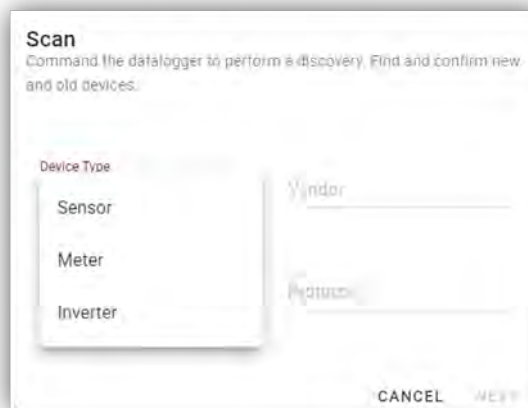 Scan
Command the datalogger to perform a discovery. Find and confirm new
and old devices.
Device Type
Sensor
Vendor
Meter
Protocol
Inverter
CANCEL NEXT